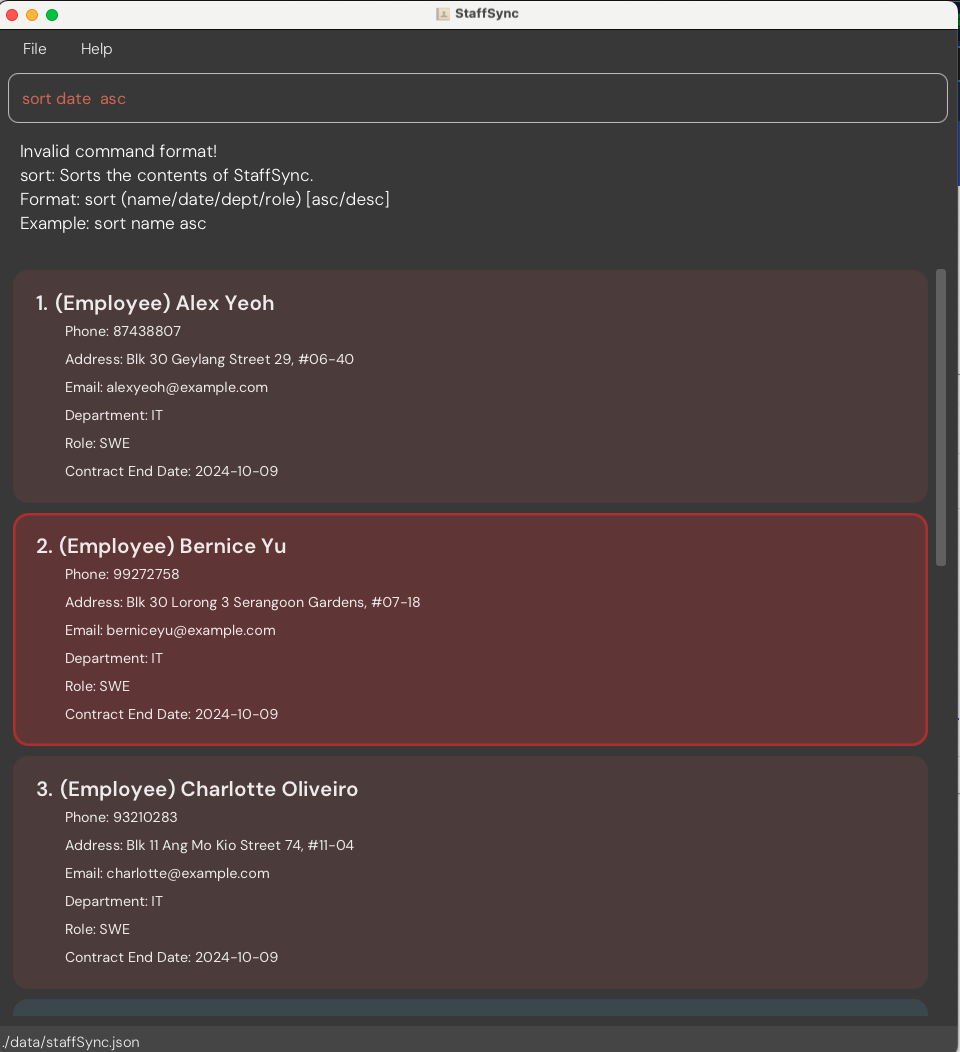 StaffSync
File Help
sort date  asc
Invalid command format!
sort: Sorts the contents of StaffSync.
Format: sort (name/date/dept/role) [asc/desc]
Example: sort name asc
1. (Employee) Alex Yeoh
Phone: 87438807
Address: Blk 30 Geylang Street 29, #06-40
Email: alexyeoh@example.com
Department: IT
Role: SWE
Contract End Date: 2024-10-09
2. (Employee) Bernice Yu
Phone: 99272758
Address: Blk 30 Lorong 3 Serangoon Gardens, #07-18
Email: berniceyu@example.com
Department: IT
Role: SWE
Contract End Date: 2024-10-09
3. (Employee) Charlotte Oliveiro
Phone: 93210283
Address: Blk 11 Ang Mo Kio Street 74, #11-04
Email: charlotte@example.com
Department: IT
Role: SWE
Contract End Date: 2024-10-09
./data/staffSync.json